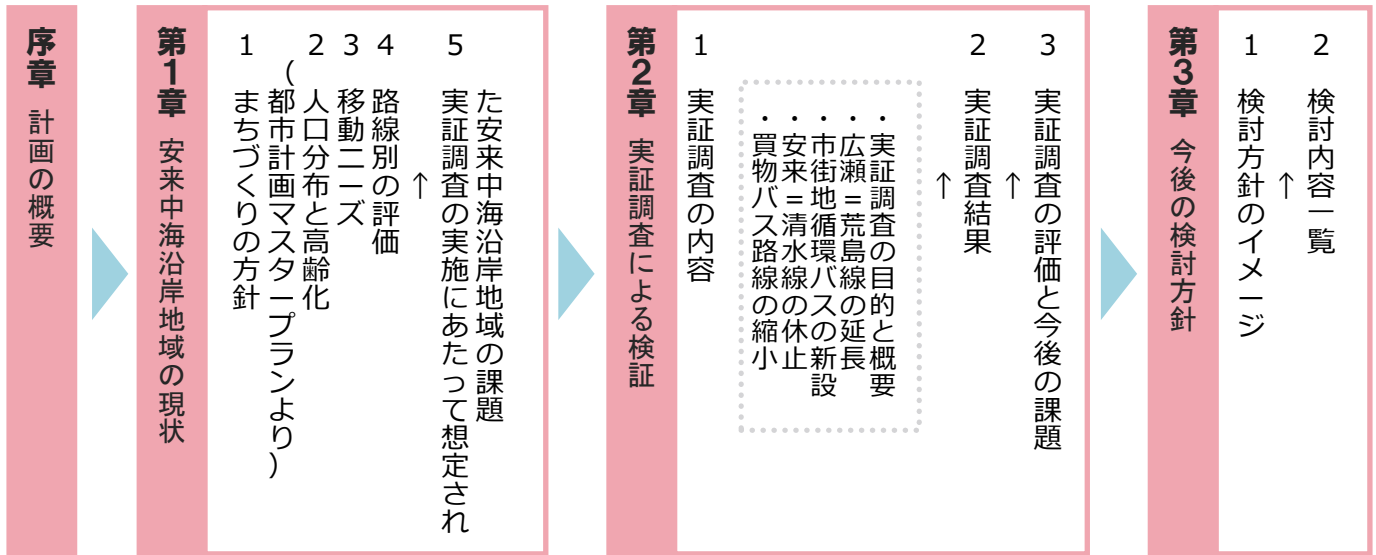 序章 計画の概要
第1章 安来中海沿岸地域の現状
1 まちづくりの方針
(都市計画マスタープランより)
2 人口分布と高齢化
3 移動ニーズ
4 路線別の評価
↑
5 実証調査の実施にあたって想定され
た安来中海沿岸地域の課題
第2章 実証調査による検証
1 実証調査の内容
・実証調査の目的と概要
・広瀬=荒島線の延長
・市街地循環バスの新設
・安来=清水線の休止
・買物バス路線の縮小
↑
2 実証調査結果
↑
3 実証調査の評価と今後の課題
第3章 今後の検討方針
1 検討方針のイメージ
↑
2 検討内容一覧